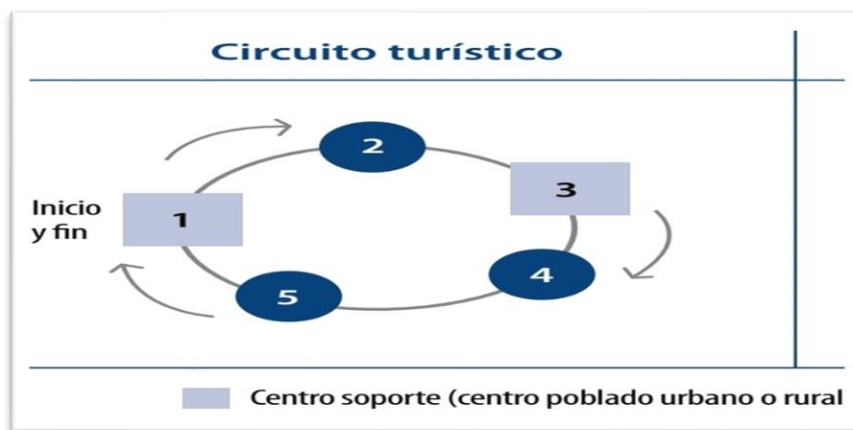 Circuito turístico
2
3
Inicio
y fin
1
4
5
Centro soporte (centro poblado urbano o rural